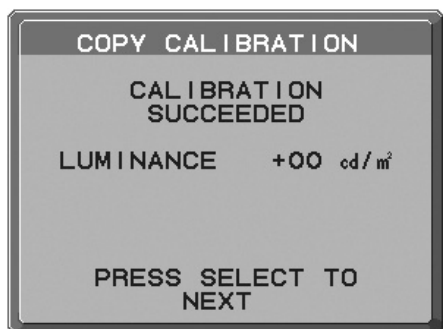 COPY CALIBRATION
CALIBRATION
SUCCEEDED
LUMINANCE +00 cd/㎡
PRESS SELECT TO
NEXT